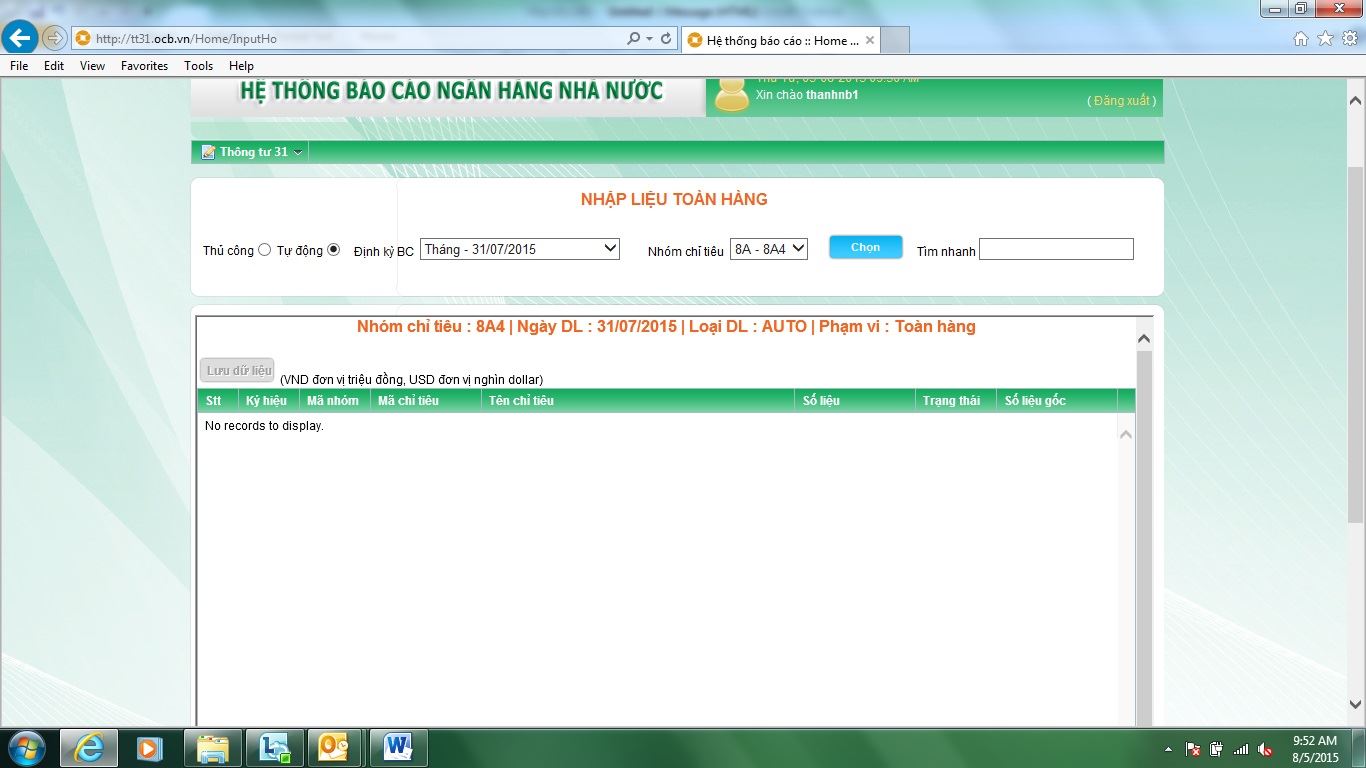 http://tt31.ocb.vn/Home/InputHo
Hệ thống báo cáo :: Home ...
File Edit View Favorites Tools Help
HỆ THỐNG BÁO CÁO NGÂN HÀNG NHÀ NƯỚC
Xin chào thanhnb1
( Đăng xuất )
Thông tư 31
NHẬP LIỆU TOÀN HÀNG
Thủ công Tự động Định kỳ BC Tháng - 31/07/2015 Nhóm chỉ tiêu 8A - 8A4 Chọn Tìm nhanh
Nhóm chỉ tiêu : 8A4 | Ngày DL : 31/07/2015 | Loại DL : AUTO | Phạm vi : Toàn hàng
Lưu dữ liệu (VND đơn vị triệu đồng, USD đơn vị nghìn dollar)
Stt Ký hiệu Mã nhóm Mã chỉ tiêu Tên chỉ tiêu Số liệu Trạng thái Số liệu gốc
No records to display.
9:52 AM
8/5/2015